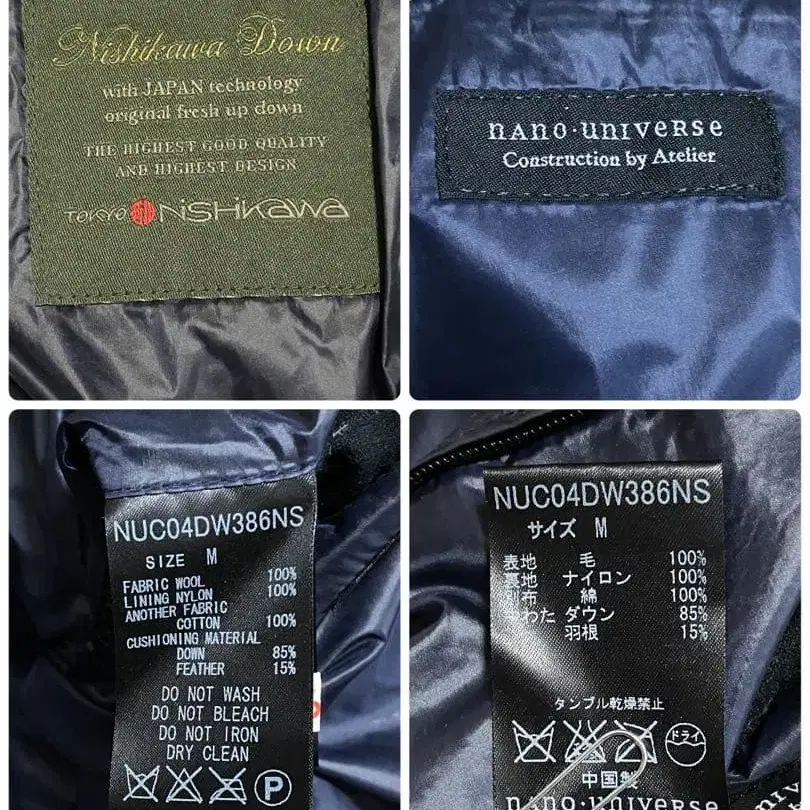 Nishikawa Down
with JAPAN technology
original fresh up down
THE HIGHEST GOOD QUALITY
AND HIGHEST DESIGN
TOKYO NiSHiKaWa
nano·universe
Construction by Atelier
NUC04DW386NS
SIZE M
FABRIC WOOL 100%
LINING NYLON 100%
ANOTHER FABRIC
COTTON 100%
CUSHIONING MATERIAL
DOWN 85%
FEATHER 15%
DO NOT WASH
DO NOT BLEACH
DO NOT IRON
DRY CLEAN
P
NUC04DW386NS
サイズ M
表地 毛 100%
裏地 ナイロン 100%
別布 綿 100%
わた ダウン 85%
羽根 15%
タンブル乾燥禁止
ドライ
中国製
nano·universe